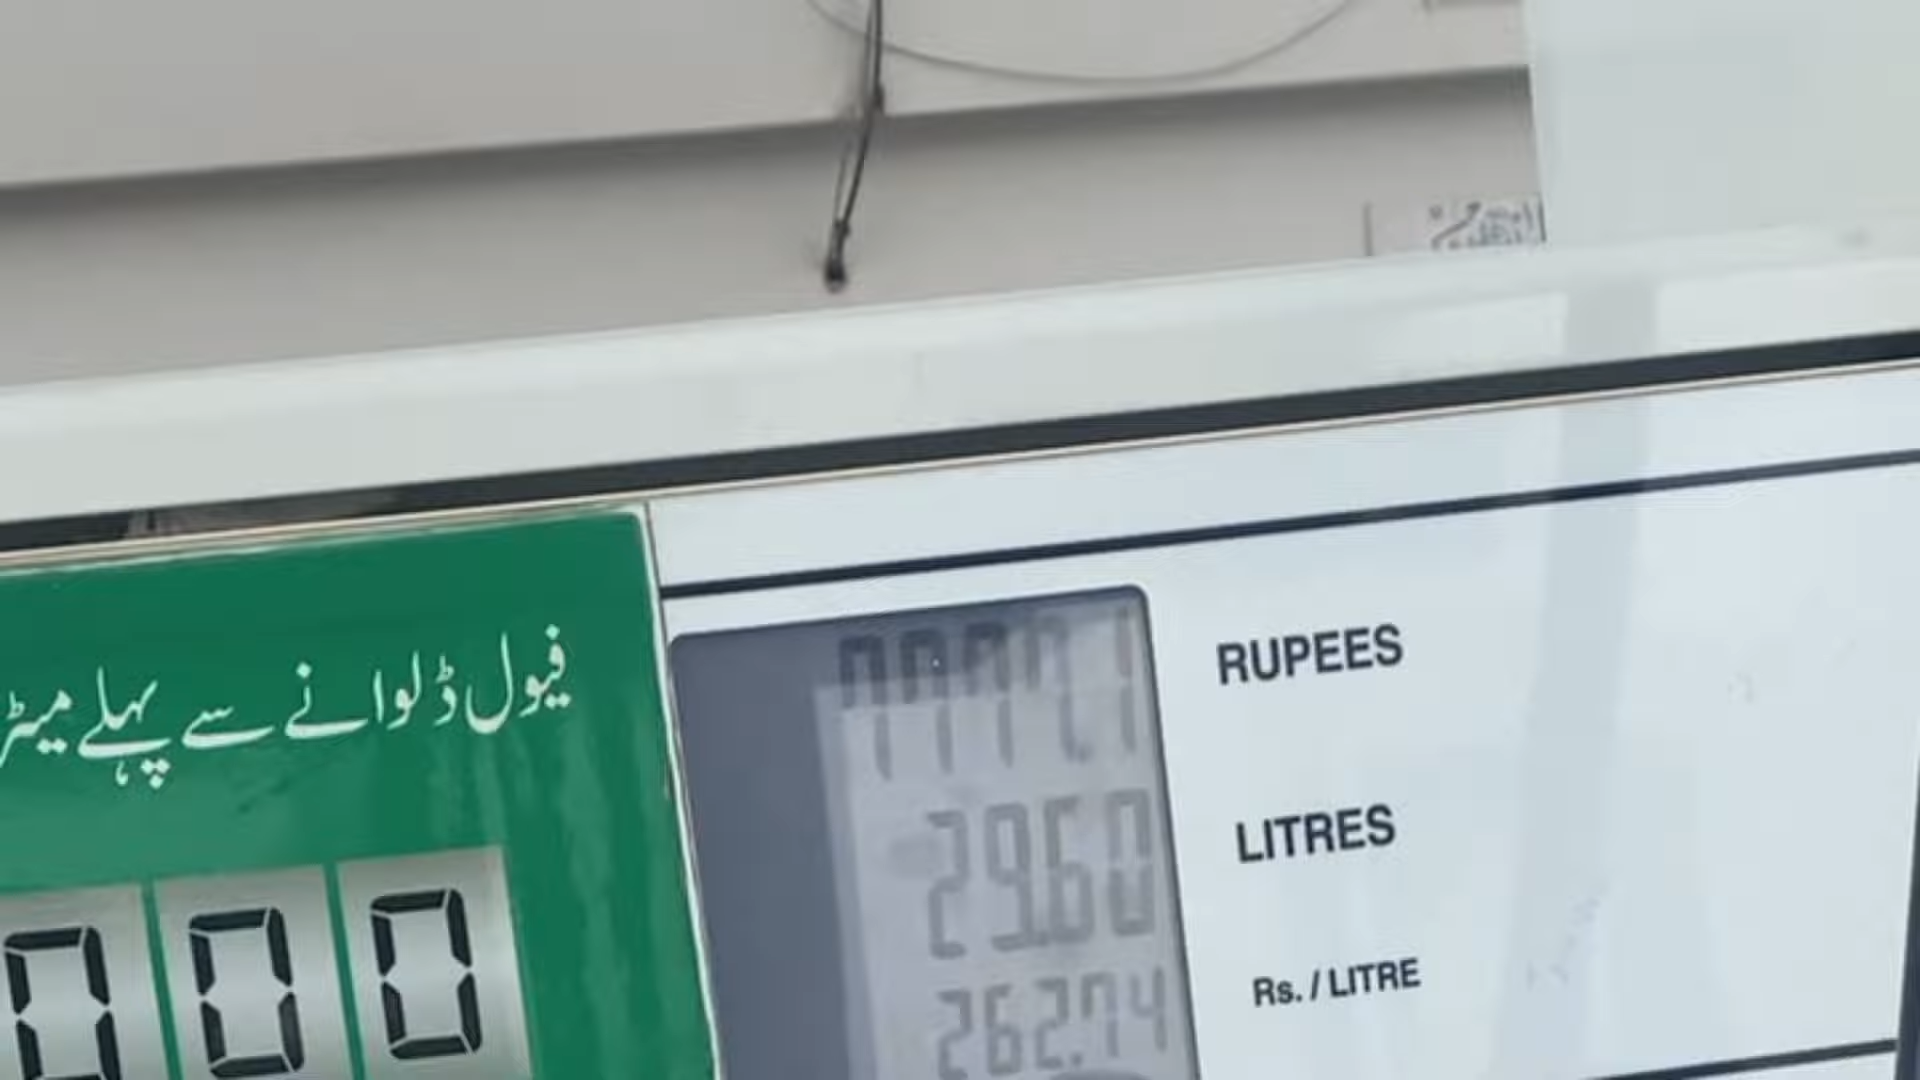 فیول ڈلوانے سے پہلے میٹر
000
RUPEES
29.60
LITRES
262.74
Rs. / LITRE